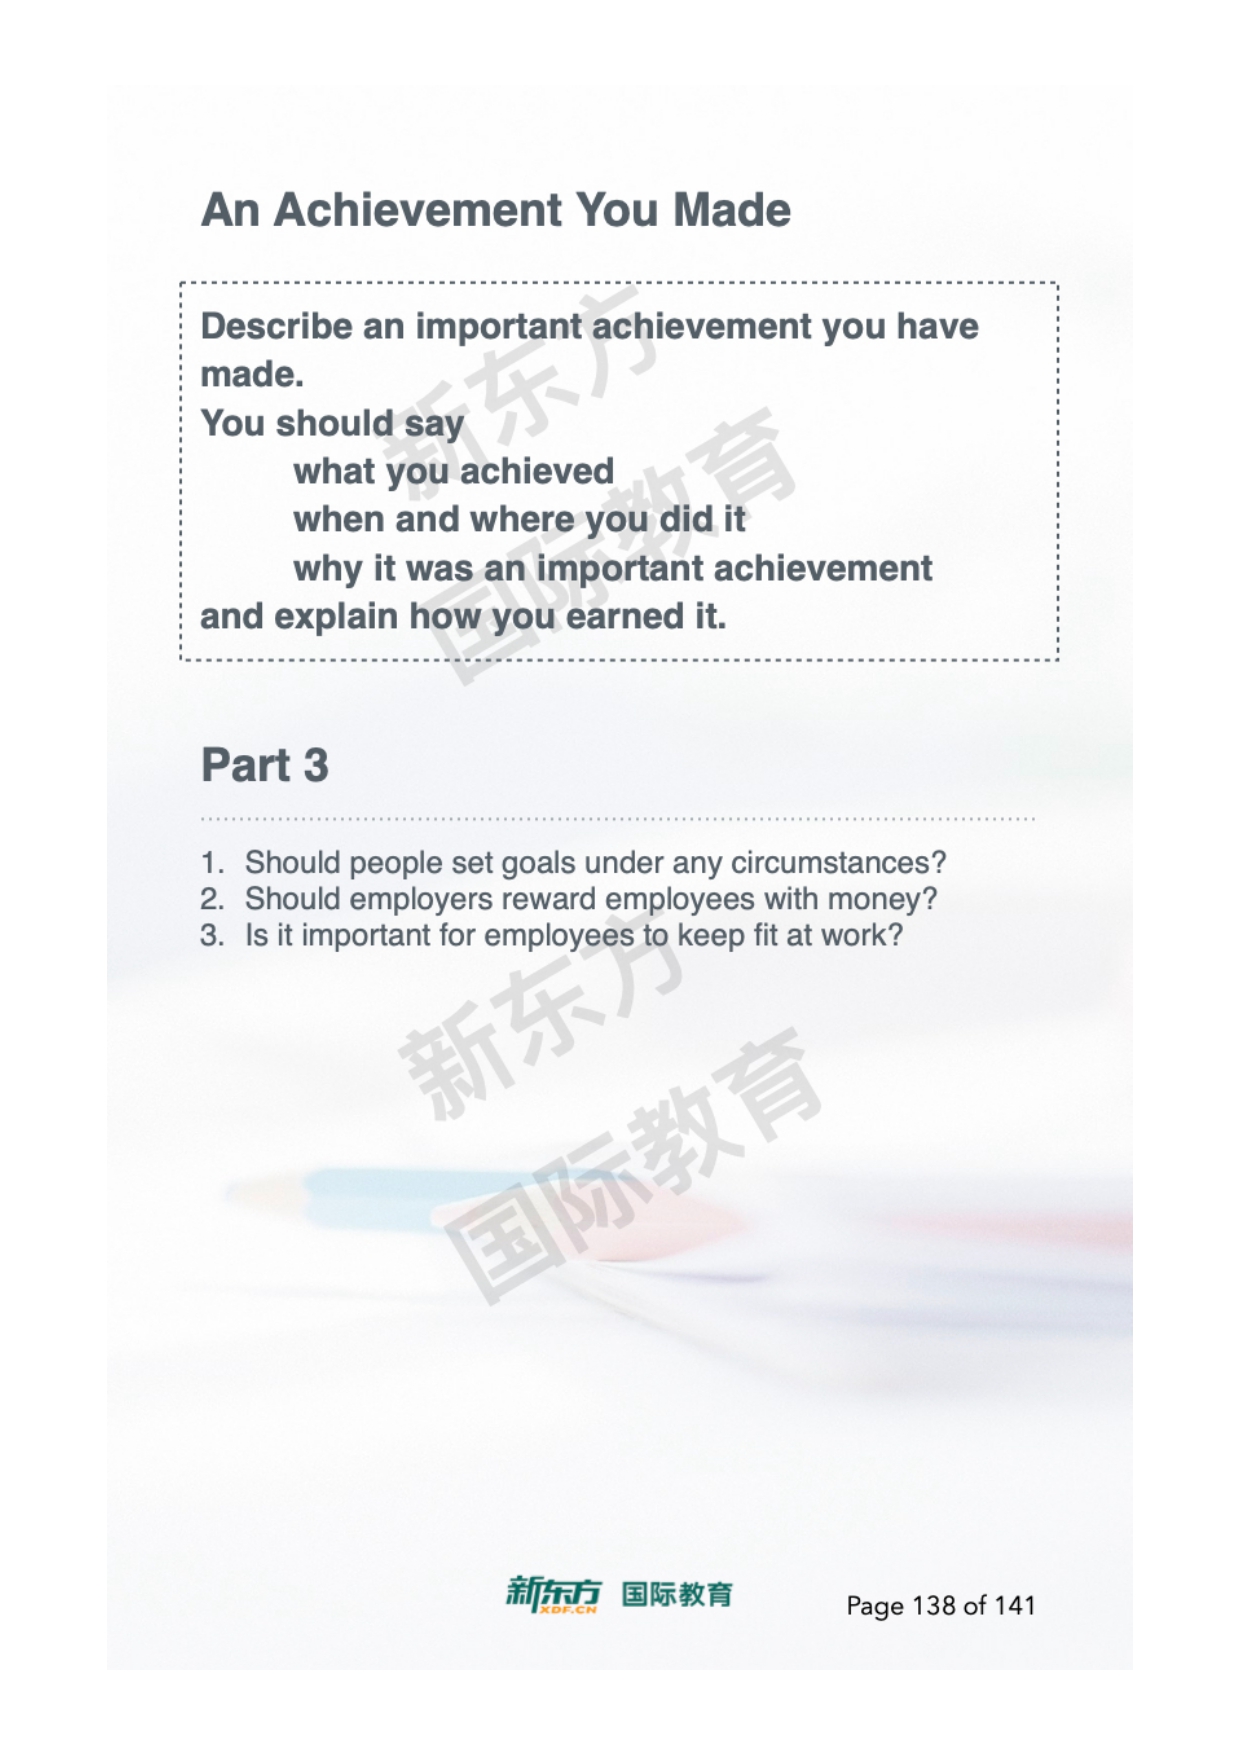 An Achievement You Made
Describe an important achievement you have
made.
You should say
what you achieved
when and where you did it
why it was an important achievement
and explain how you earned it.
新东方
国际教育
Part 3
1. Should people set goals under any circumstances?
2. Should employers reward employees with money?
3. Is it important for employees to keep fit at work?
新东方
国际教育
新东方 国际教育
XDF.CN
Page 138 of 141